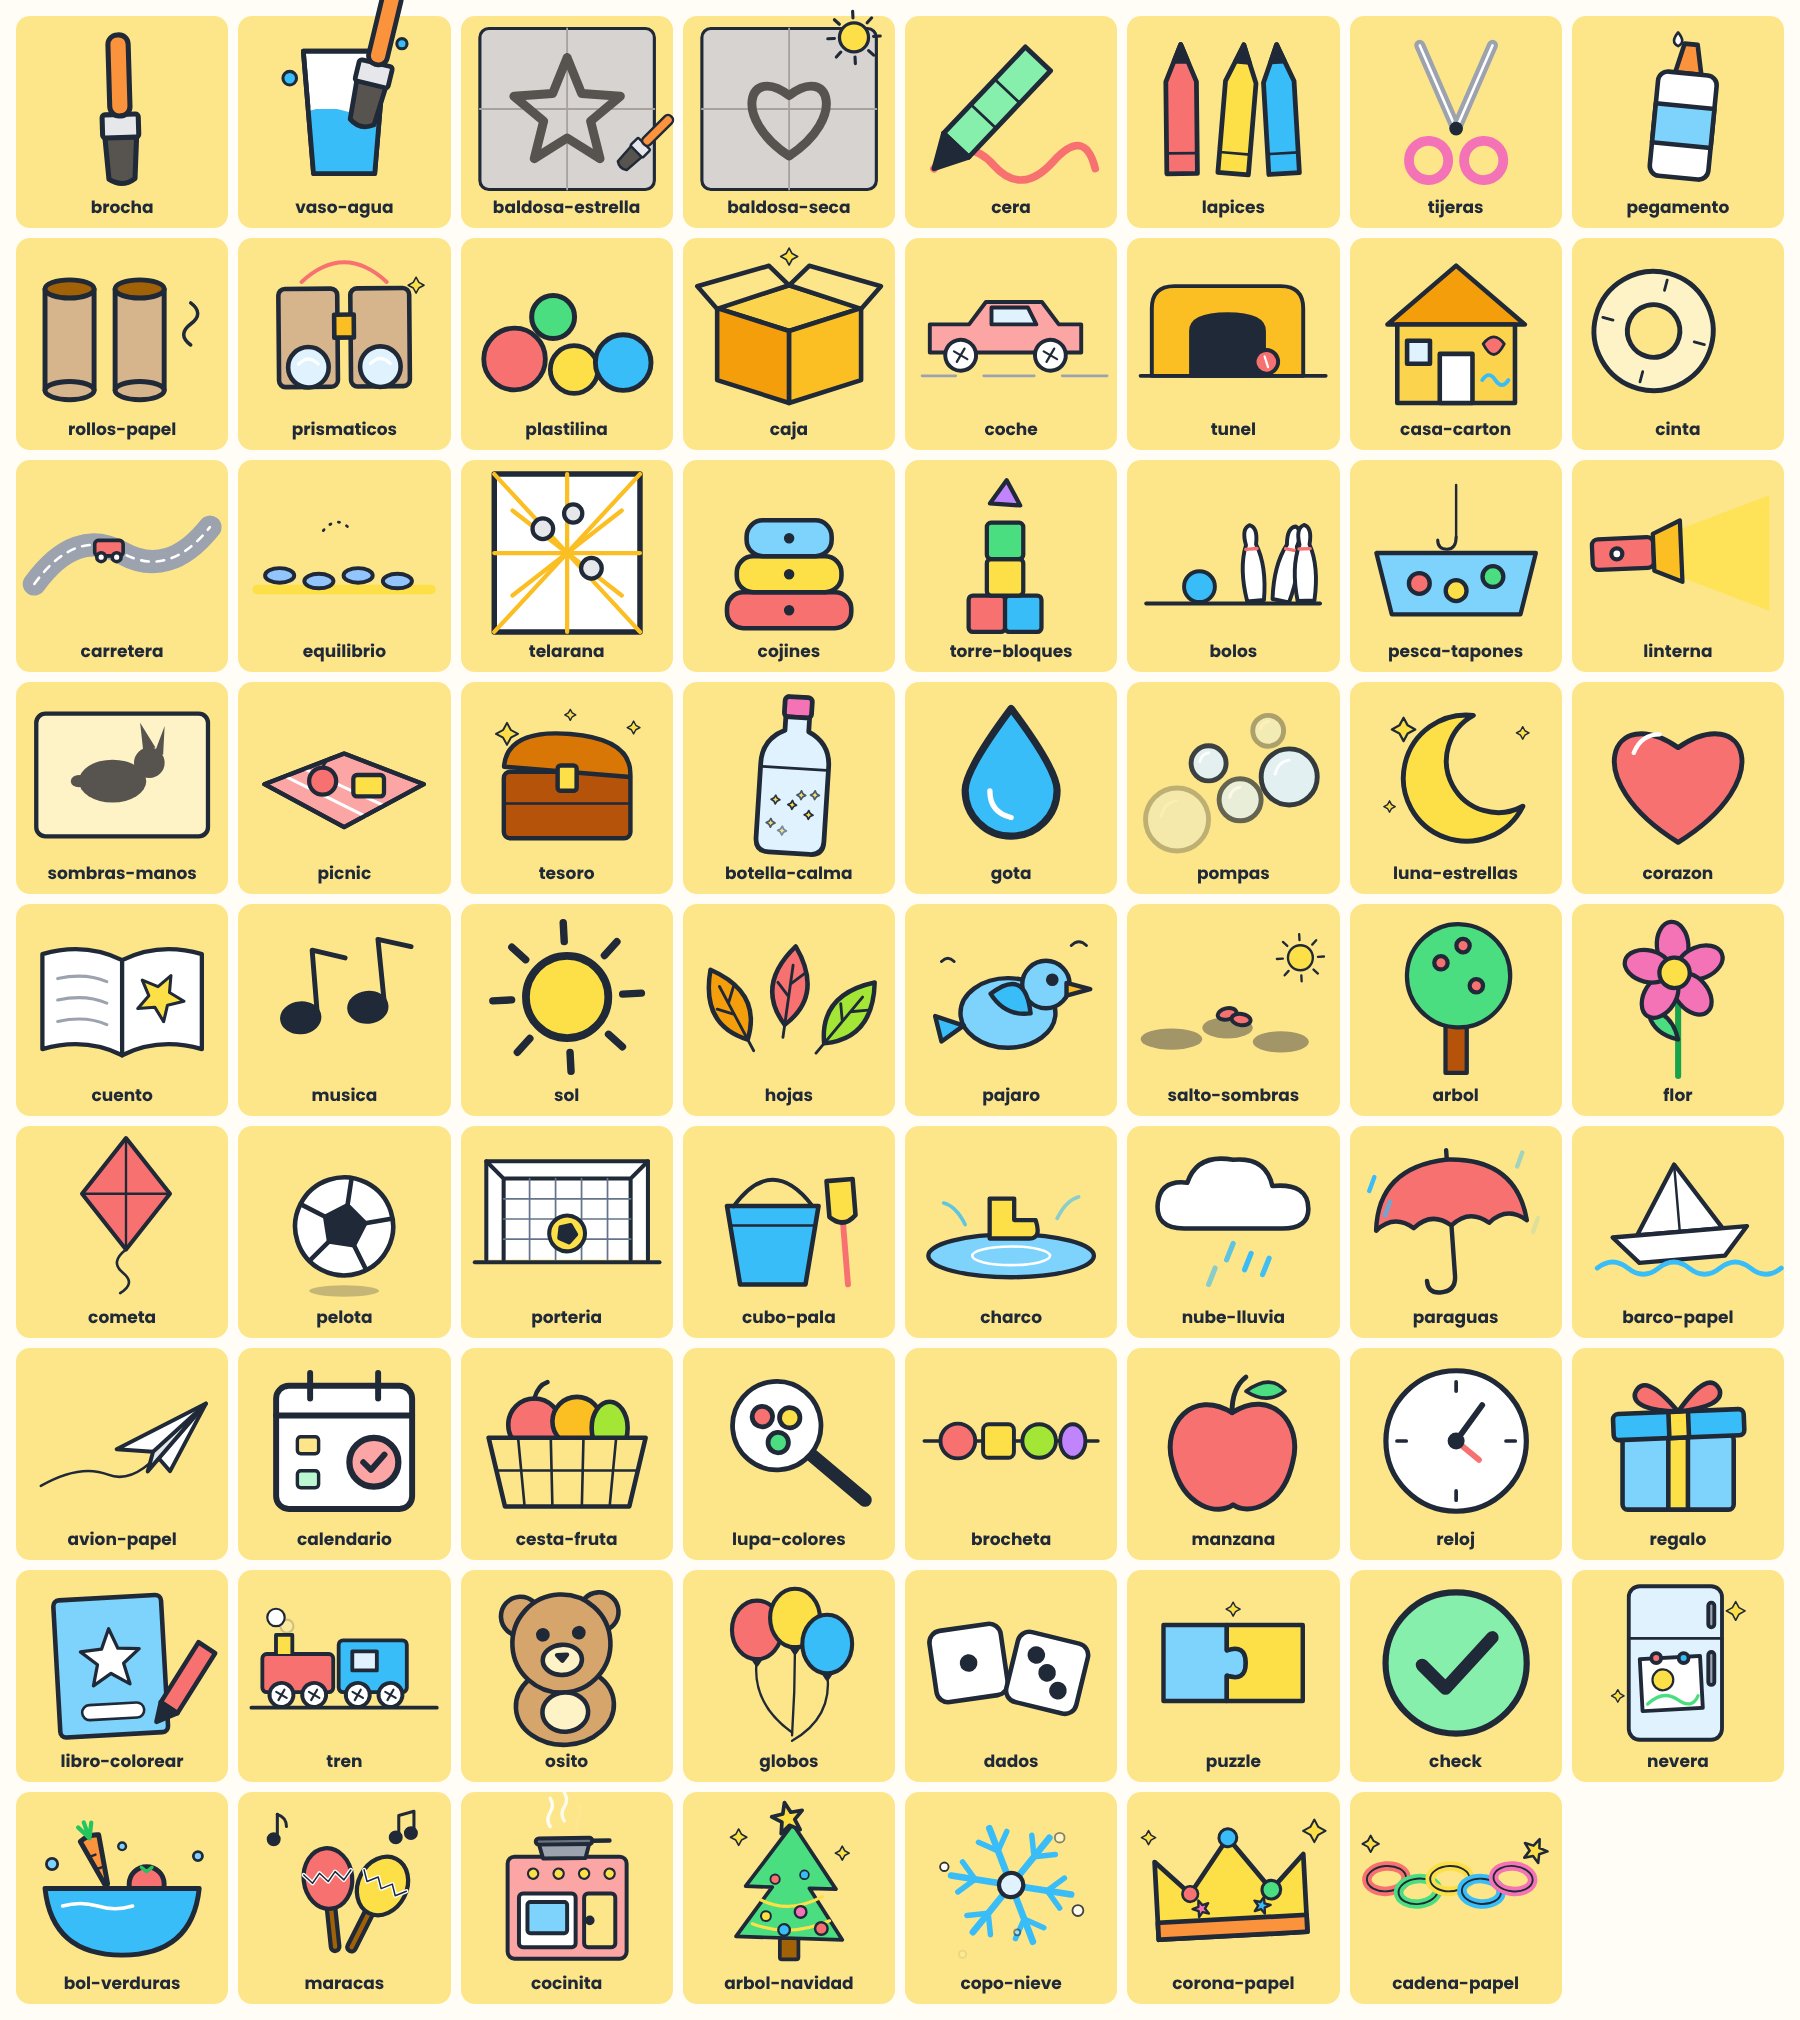 brocha
vaso-agua
baldosa-estrella
baldosa-seca
cera
lapices
tijeras
pegamento
rollos-papel
prismaticos
plastilina
caja
coche
tunel
casa-carton
cinta
carretera
equilibrio
telarana
cojines
torre-bloques
bolos
pesca-tapones
linterna
sombras-manos
picnic
tesoro
botella-calma
gota
pompas
luna-estrellas
corazon
cuento
musica
sol
hojas
pajaro
salto-sombras
arbol
flor
cometa
pelota
porteria
cubo-pala
charco
nube-lluvia
paraguas
barco-papel
avion-papel
calendario
cesta-fruta
lupa-colores
brocheta
manzana
reloj
regalo
libro-colorear
tren
osito
globos
dados
puzzle
check
nevera
bol-verduras
maracas
cocinita
arbol-navidad
copo-nieve
corona-papel
cadena-papel